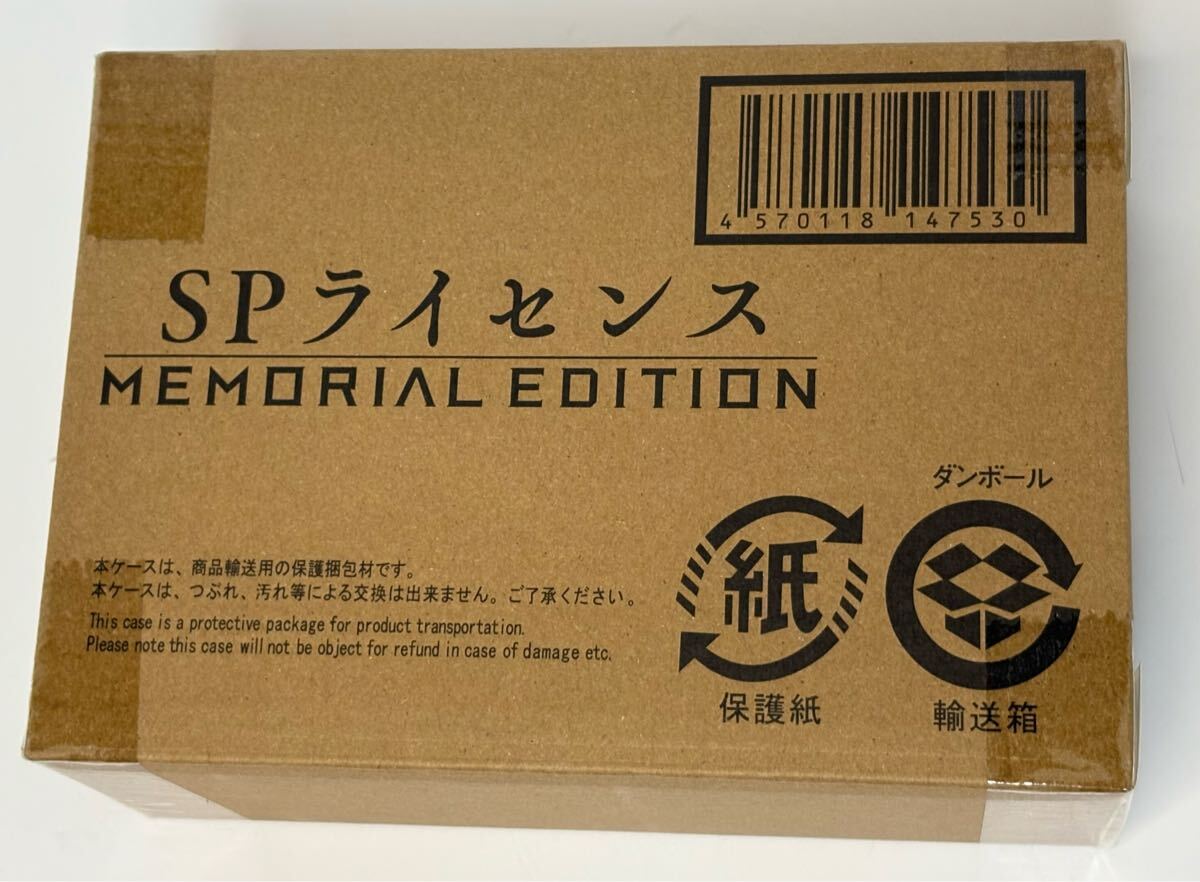 4 570118 147530
SPライセンス
MEMORIAL EDITION
本ケースは、商品輸送用の保護梱包材です。
本ケースは、つぶれ、汚れ等による交換は出来ません。ご了承ください。
This case is a protective package for product transportation.
Please note this case will not be object for refund in case of damage etc.
紙
保護紙
ダンボール
輸送箱